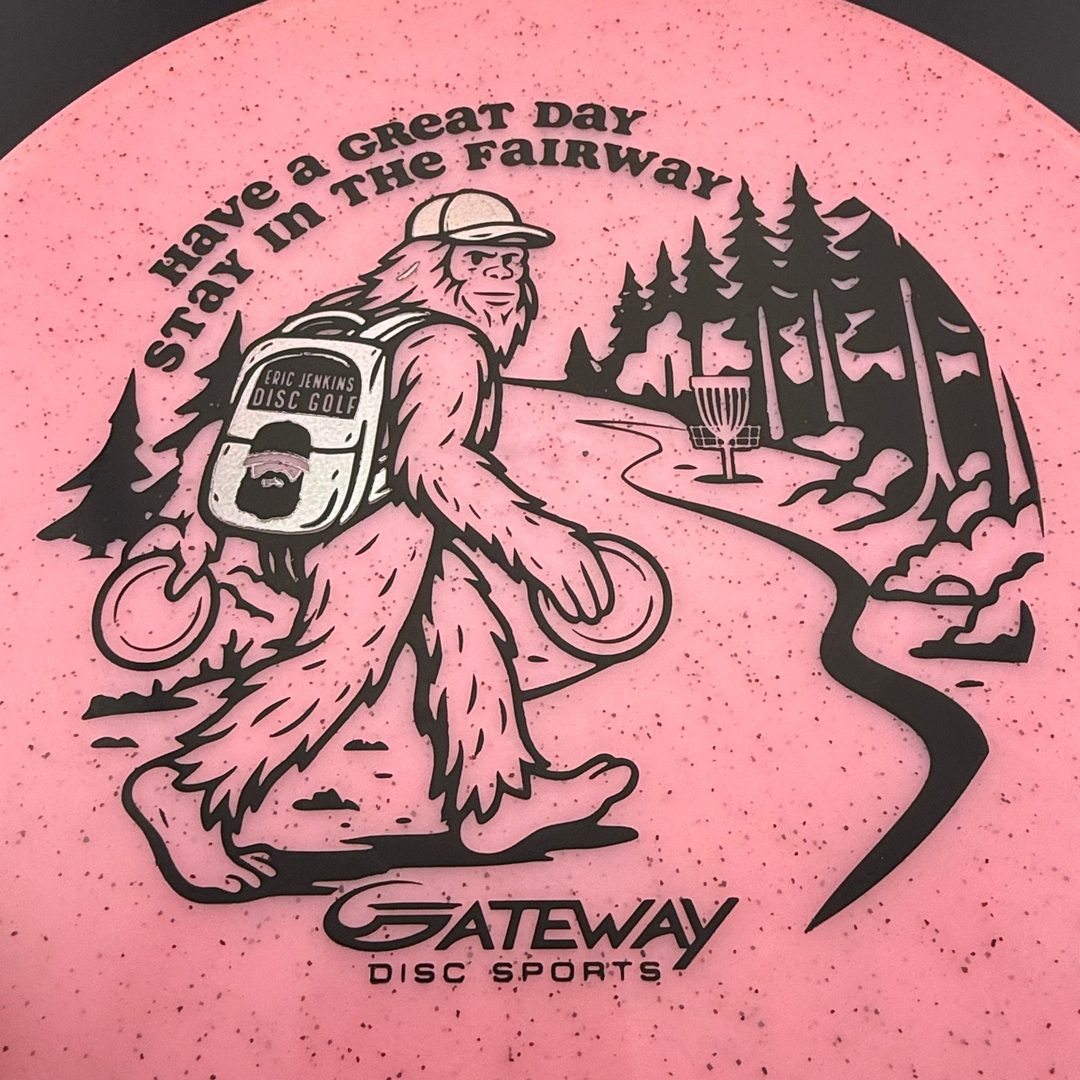 Have a GReaT Day
STay In THe FaIRway
ERIC JENKINS
DISC GOLF
GATEWAY
DISC SPORTS